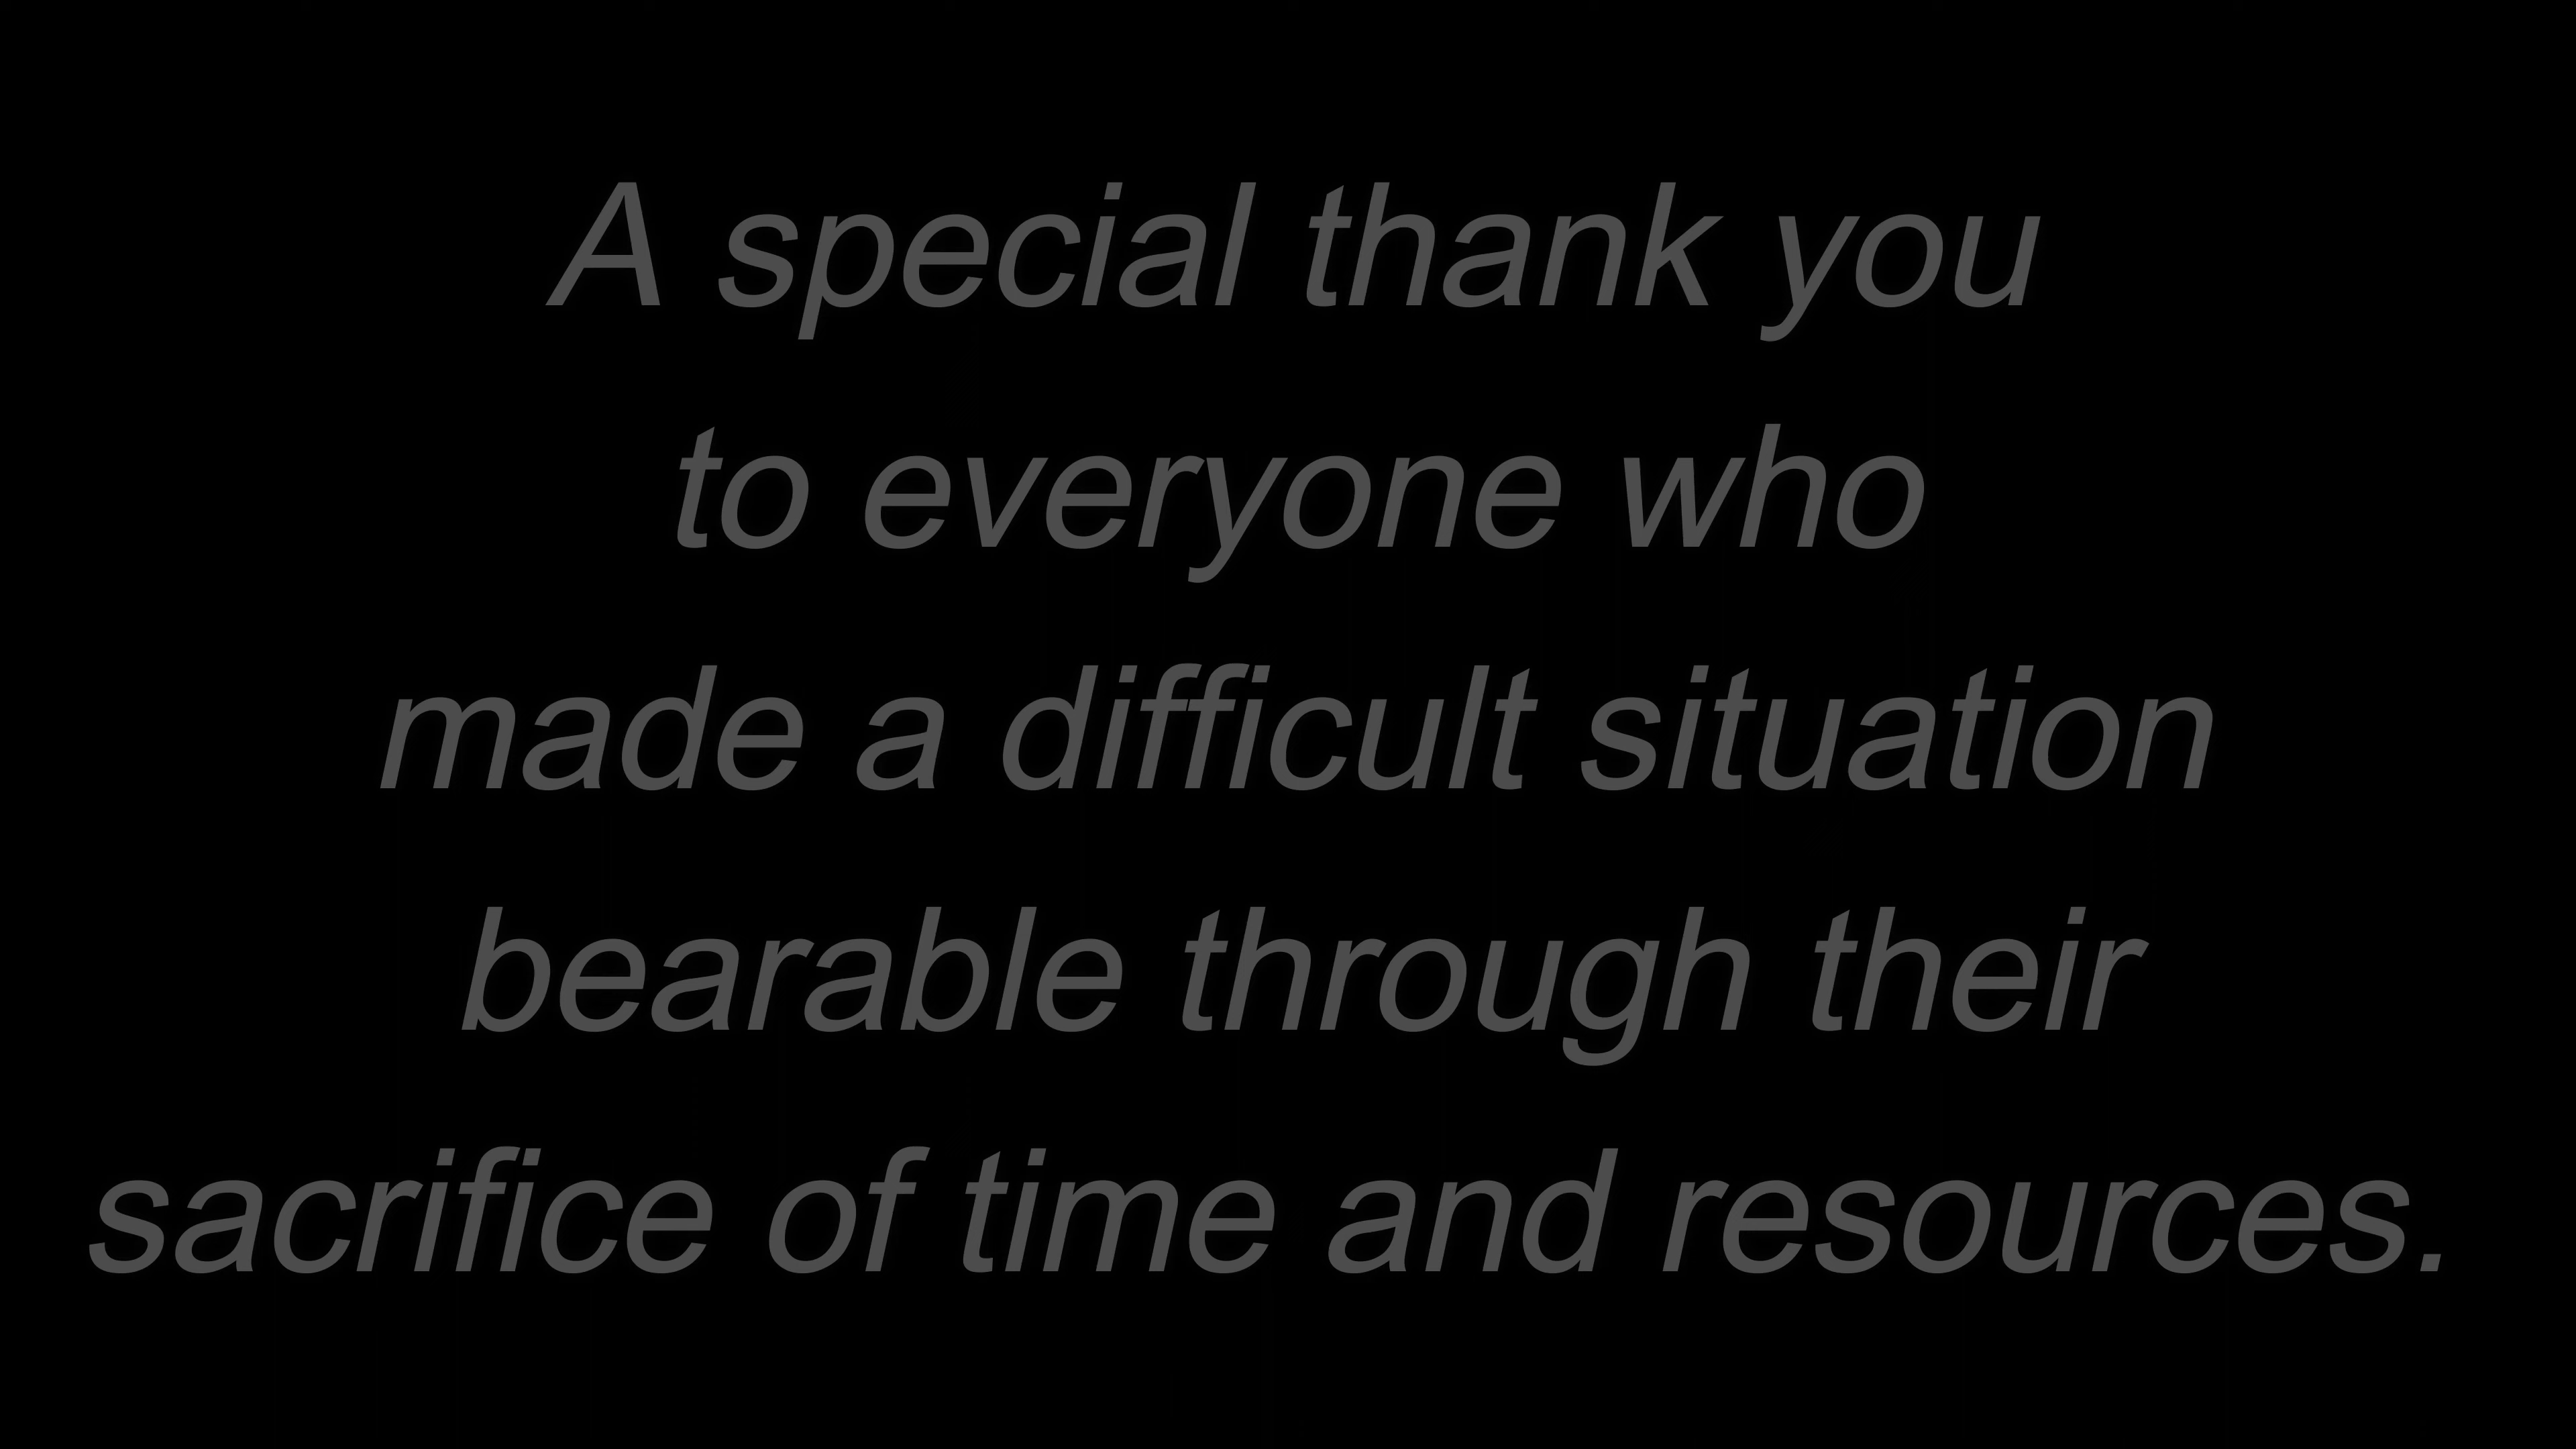 A special thank you
to everyone who
made a difficult situation
bearable through their
sacrifice of time and resources.